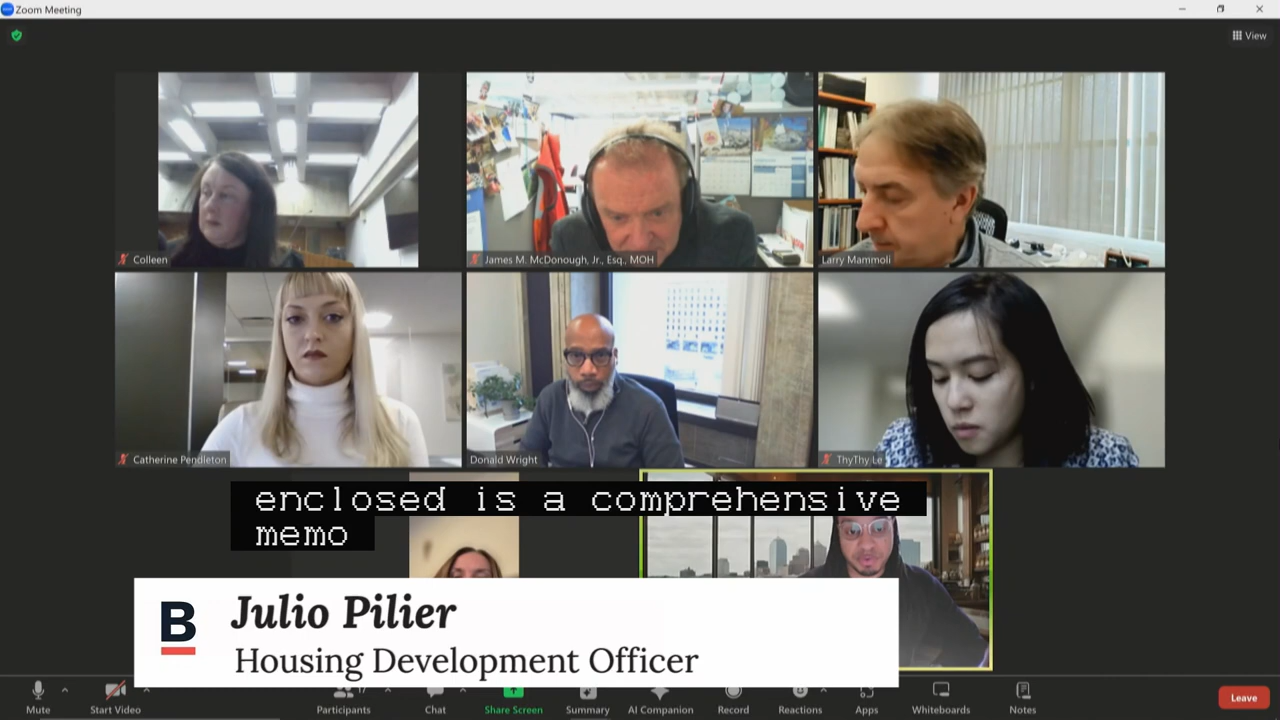 Zoom Meeting
View
Colleen
James M. McDonough, Jr., Esq., MOH
Larry Mammoli
Catherine Pendleton
Donald Wright
ThyThy Le
enclosed is a comprehensive
memo
B
Julio Pilier
Housing Development Officer
17
Mute
Start Video
Participants
Chat
Share Screen
Summary
AI Companion
Record
Reactions
Apps
Whiteboards
Notes
Leave